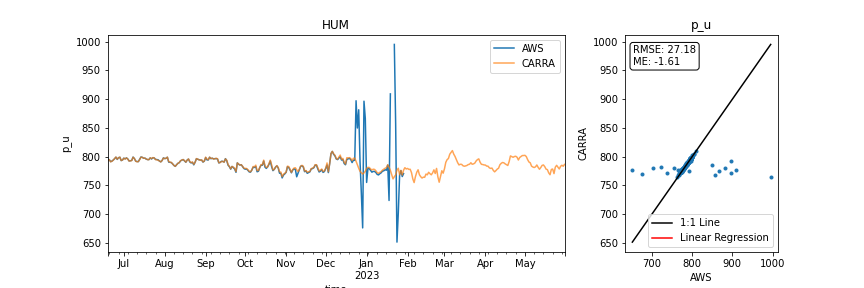 HUM
p_u
1000
950
900
850
800
750
700
650
AWS
CARRA
Jul
Aug
Sep
Oct
Nov
Dec
Jan
2023
Feb
Mar
Apr
May
time
p_u
p_u
CARRA
1000
950
900
850
800
750
700
650
RMSE: 27.18
ME: -1.61
1:1 Line
Linear Regression
700
800
900
1000
AWS